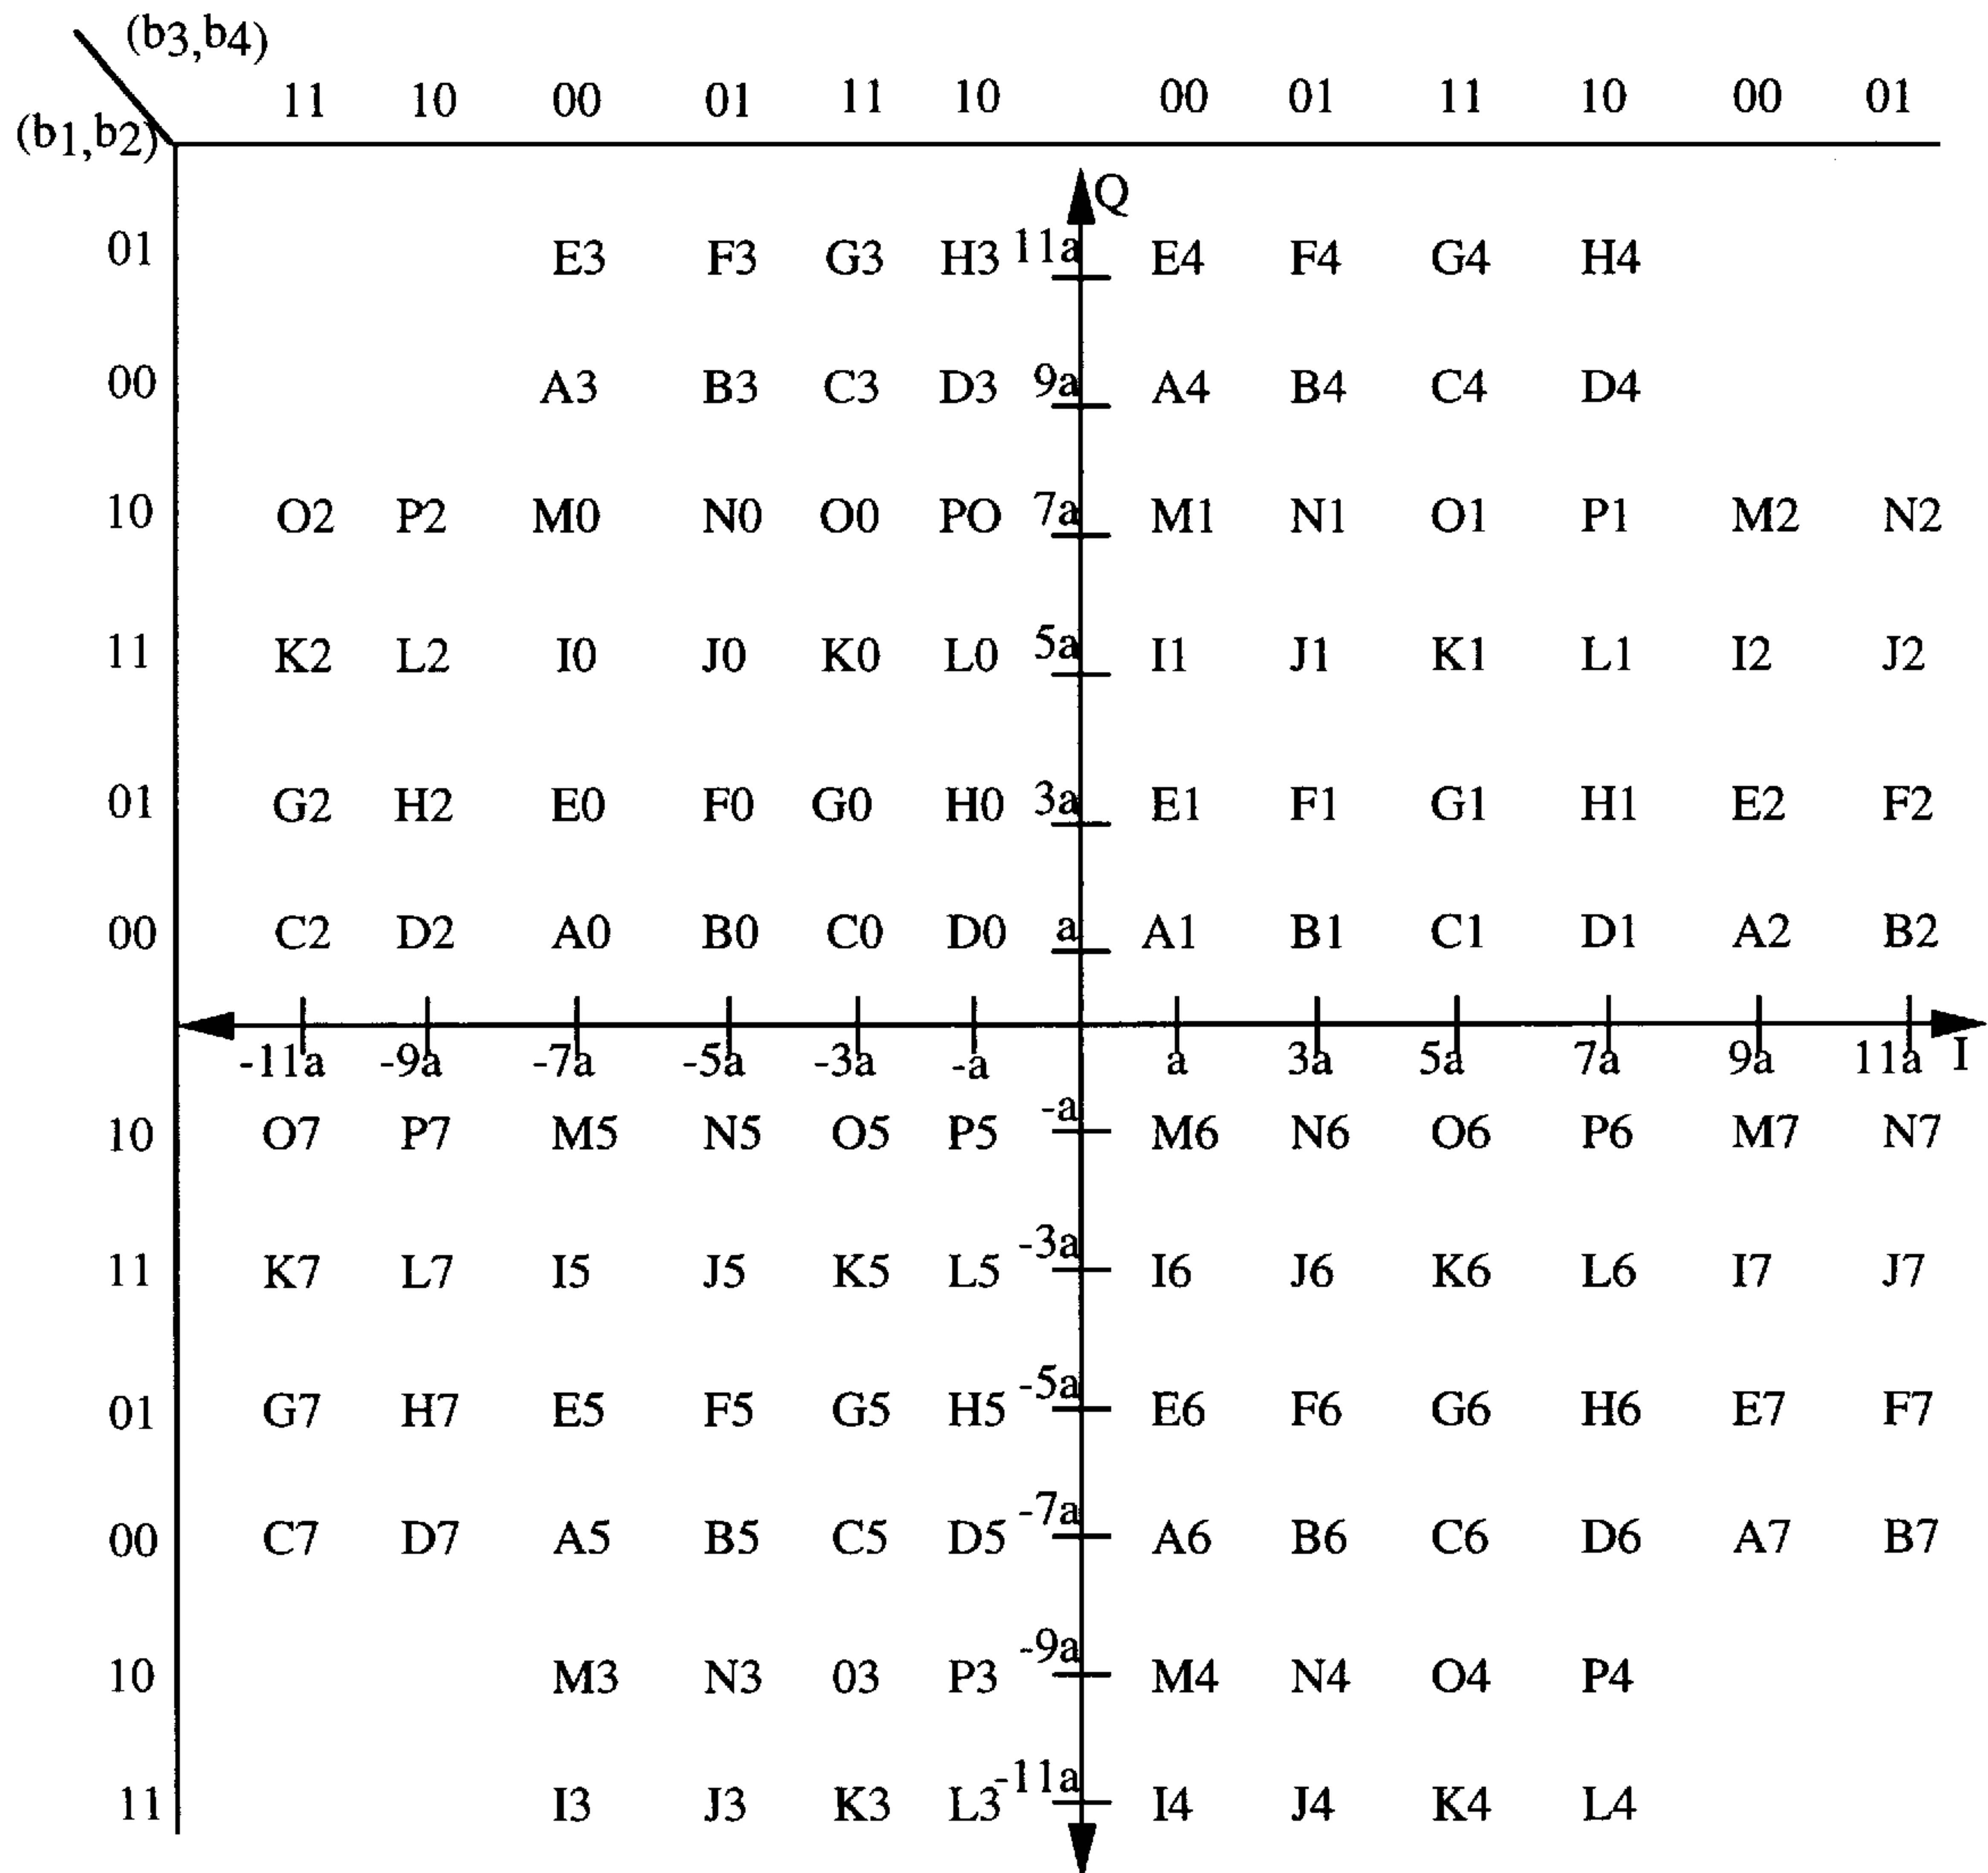 (b3,b4)
11 10 00 01 11 10 00 01 11 10 00 01
(b1,b2)
Q
01 E3 F3 G3 H3 11a E4 F4 G4 H4
00 A3 B3 C3 D3 9a A4 B4 C4 D4
10 O2 P2 M0 N0 O0 PO 7a M1 N1 O1 P1 M2 N2
11 K2 L2 I0 J0 K0 L0 5a I1 J1 K1 L1 I2 J2
01 G2 H2 E0 F0 G0 H0 3a E1 F1 G1 H1 E2 F2
00 C2 D2 A0 B0 C0 D0 a A1 B1 C1 D1 A2 B2
-11a -9a -7a -5a -3a -a a 3a 5a 7a 9a 11a I
10 O7 P7 M5 N5 O5 P5 -a M6 N6 O6 P6 M7 N7
11 K7 L7 I5 J5 K5 L5 -3a I6 J6 K6 L6 I7 J7
01 G7 H7 E5 F5 G5 H5 -5a E6 F6 G6 H6 E7 F7
00 C7 D7 A5 B5 C5 D5 -7a A6 B6 C6 D6 A7 B7
10 M3 N3 03 P3 -9a M4 N4 O4 P4
11 I3 J3 K3 L3 -11a I4 J4 K4 L4